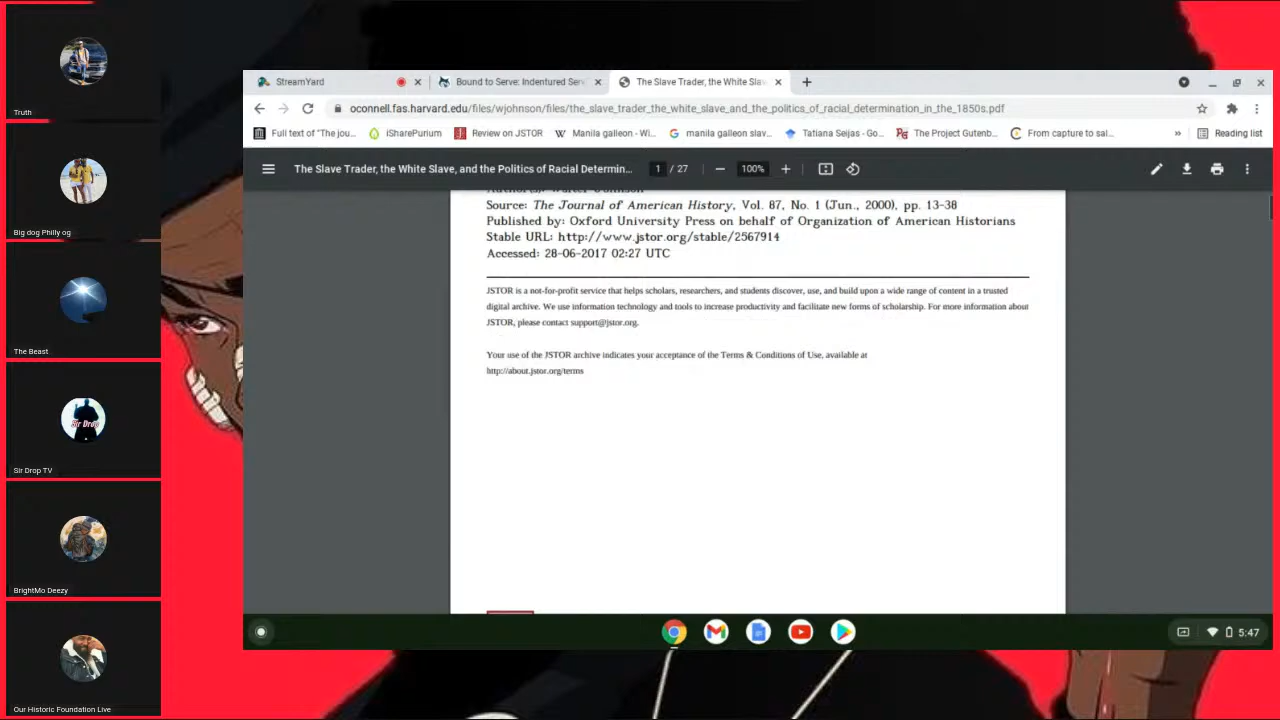 Truth
Big dog Philly og
The Beast
Sir Drop
Sir Drop TV
BrightMo Deezy
Our Historic Foundation Live
StreamYard
Bound to Serve: Indentured Ser
The Slave Trader, the White Slav
oconnell.fas.harvard.edu/files/wjohnson/files/the_slave_trader_the_white_slave_and_the_politics_of_racial_determination_in_the_1850s.pdf
Full text of "The jou...
iSharePurium
Review on JSTOR
Manila galleon - Wi...
manila galleon slav...
Tatiana Seijas - Go...
The Project Gutenb...
From capture to sal...
»
Reading list
The Slave Trader, the White Slave, and the Politics of Racial Determin...
1 / 27
100%
Source: The Journal of American History, Vol. 87, No. 1 (Jun., 2000), pp. 13-38
Published by: Oxford University Press on behalf of Organization of American Historians
Stable URL: http://www.jstor.org/stable/2567914
Accessed: 28-06-2017 02:27 UTC
JSTOR is a not-for-profit service that helps scholars, researchers, and students discover, use, and build upon a wide range of content in a trusted
digital archive. We use information technology and tools to increase productivity and facilitate new forms of scholarship. For more information about
JSTOR, please contact support@jstor.org.
Your use of the JSTOR archive indicates your acceptance of the Terms & Conditions of Use, available at
http://about.jstor.org/terms
5:47